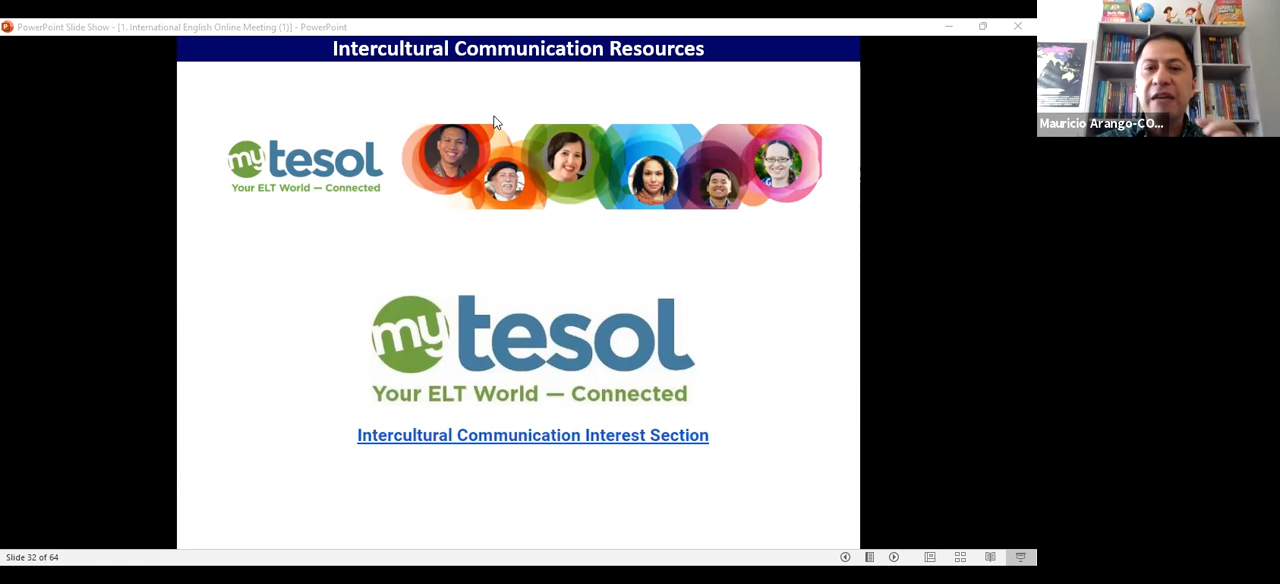 PowerPoint Slide Show - [1. International English Online Meeting (1)] - PowerPoint
Intercultural Communication Resources
my tesol
Your ELT World — Connected
my tesol
Your ELT World — Connected
Intercultural Communication Interest Section
Mauricio Arango-CO...
Slide 32 of 64